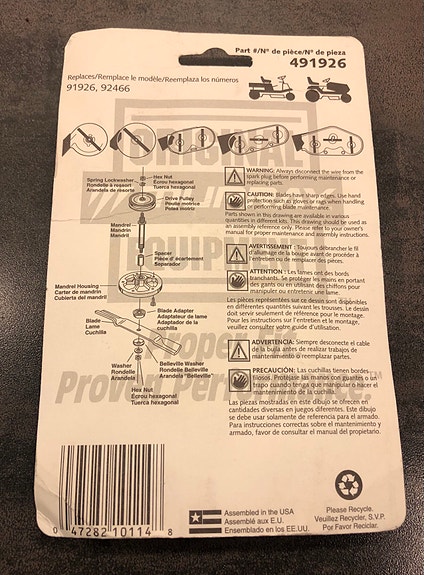 Part #/Nº de pièce/Nº de pieza
491926
Replaces/Remplace le modèle/Reemplaza los números
91926, 92466
ORIGINAL
EQUIPMENT
Proper Fit.
Proven Performance.™
Hex Nut
Écrou hexagonal
Tuerca hexagonal
Spring Lockwasher
Rondelle à ressort
Arandela de resorte
Drive Pulley
Polea motriz
Mandrel
Mandrin
Mandril
Spacer
Pièce d'écartement
Separador
Mandrel Housing
Carter du mandrin
Cubierta del mandril
Blade Adapter
Adaptateur de lame
Adaptador de la
cuchilla
Blade
Lame
Cuchilla
Washer
Rondelle
Arandela
Belleville Washer
Rondelle Belleville
Arandela "Belleville"
Hex Nut
Écrou hexagonal
Tuerca hexagonal
WARNING: Always disconnect the wire from the
spark plug before performing maintenance or
replacing parts.
CAUTION: Blades have sharp edges. Use hand
protection such as gloves or rags when handling
or performing blade maintenance.
Parts shown in this drawing are available in various
quantities in different kits. This drawing should be used as
an assembly reference only. Please refer to your owner's
manual for proper maintenance and assembly instructions.
AVERTISSEMENT : Toujours débrancher le fil
d'allumage de la bougie avant de procéder à
l'entretien ou de remplacer des pièces.
ATTENTION : Les lames ont des bords
tranchants. Se protéger les mains en portant
des gants ou en utilisant des chiffons pour
manipuler ou entretenir une lame.
Les pièces représentées sur ce dessin sont disponibles
en différentes quantités suivant les trousses. Le dessin
doit servir seulement de référence pour le montage.
Pour les instructions sur l'entretien et le montage,
veuillez consulter votre guide d'utilisation.
ADVERTENCIA: Siempre desconecte el cable
de la bujía antes de realizar trabajos de
mantenimiento o reemplazar partes.
PRECAUCIÓN: Las cuchillas tienen bordes
filosos. Protéjase las manos con guantes o un
trapo cuando tenga que manipular o hacer el
mantenimiento de la cuchilla.
Las piezas mostradas en este dibujo se ofrecen en
cantidades diversas en juegos diferentes. Este dibujo
se debe usar solamente de referencia para el armado.
Para instrucciones correctas sobre el mantenimiento y
armado, favor de consultar el manual del propietario.
0 47282 10114 8
Assembled in the USA
Assemblé aux E.U.
Ensamblado en los EE.UU.
Please Recycle.
Veuillez Recycler, S.V.P.
Por Favor Reciclar.